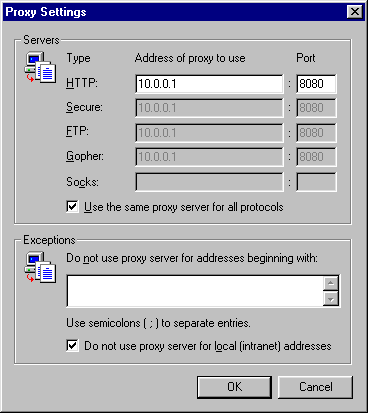 Proxy Settings
Servers
Type Address of proxy to use Port
HTTP: 10.0.0.1 : 8080
Secure: 10.0.0.1 : 8080
FTP: 10.0.0.1 : 8080
Gopher: 10.0.0.1 : 8080
Socks: :
Use the same proxy server for all protocols
Exceptions
Do not use proxy server for addresses beginning with:
Use semicolons ( ; ) to separate entries.
Do not use proxy server for local (intranet) addresses
OK Cancel